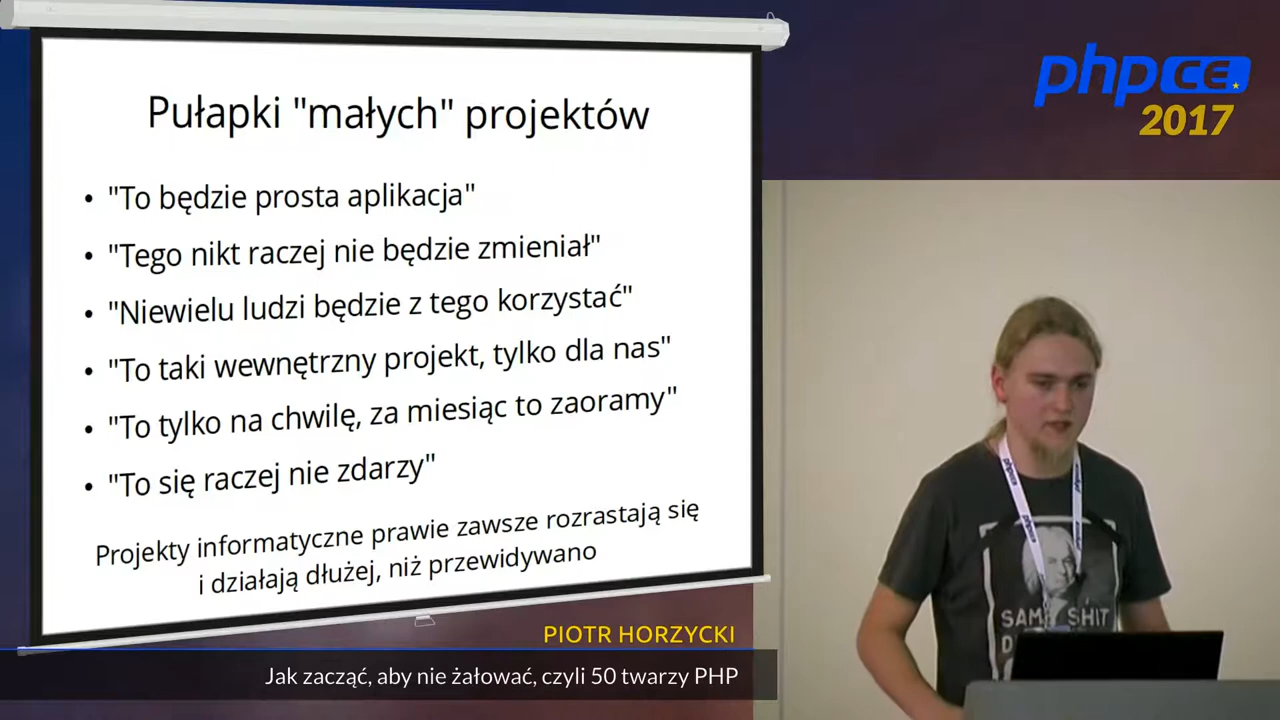 Pułapki "małych" projektów
• "To będzie prosta aplikacja"
• "Tego nikt raczej nie będzie zmieniał"
• "Niewielu ludzi będzie z tego korzystać"
• "To taki wewnętrzny projekt, tylko dla nas"
• "To tylko na chwilę, za miesiąc to zaoramy"
• "To się raczej nie zdarzy"
Projekty informatyczne prawie zawsze rozrastają się
i działają dłużej, niż przewidywano
phpCE
2017
SAM SHIT
D
PIOTR HORZYCKI
Jak zacząć, aby nie żałować, czyli 50 twarzy PHP